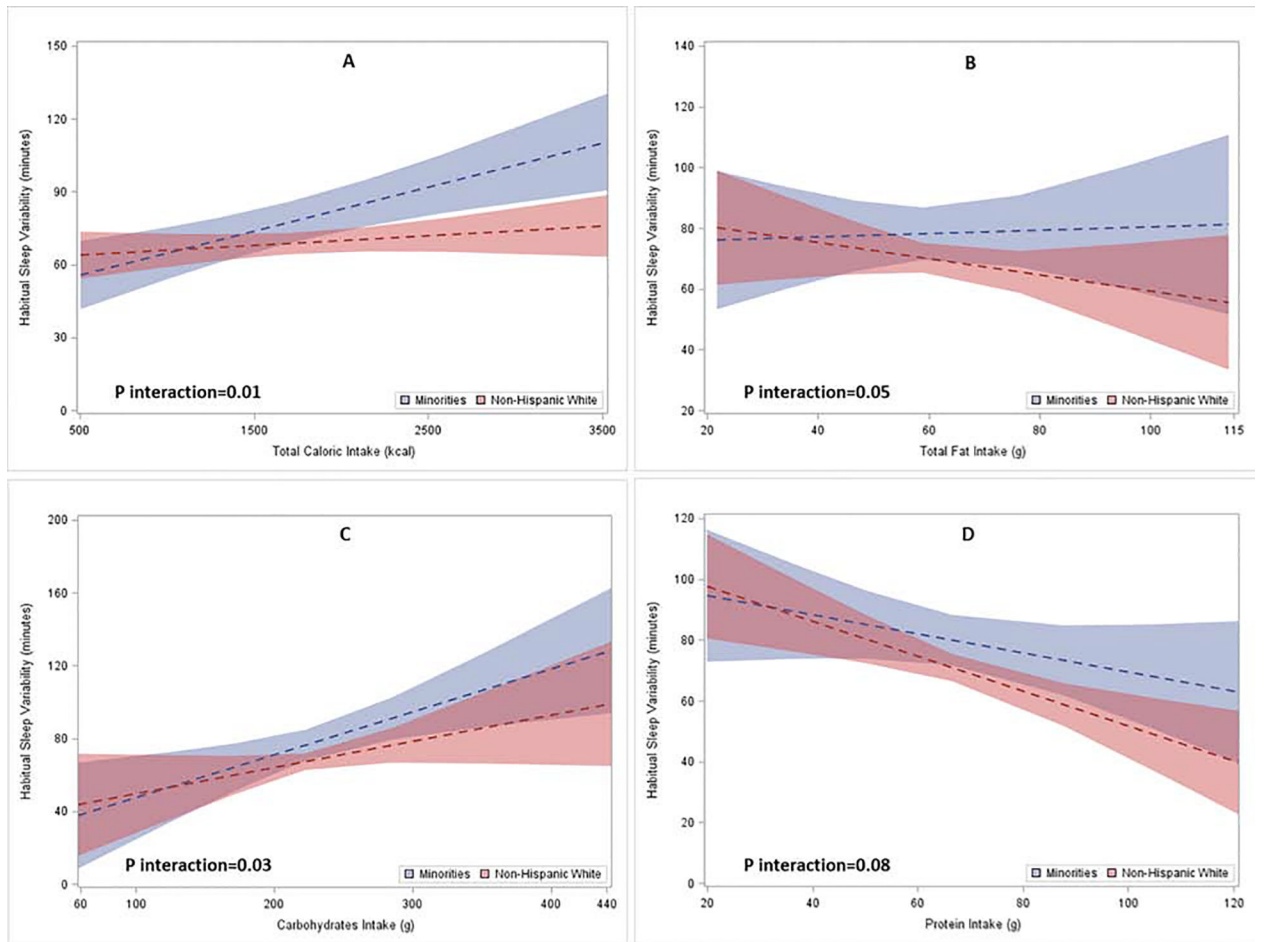 A
Habitual Sleep Variability (minutes)
150
120
90
60
30
0
P interaction=0.01
Minorities Non-Hispanic White
500 1500 2500 3500
Total Caloric Intake (kcal)
B
Habitual Sleep Variability (minutes)
140
120
100
80
60
40
20
P interaction=0.05
Minorities Non-Hispanic White
20 40 60 80 100 115
Total Fat Intake (g)
C
Habitual Sleep Variability (minutes)
200
160
120
80
40
0
P interaction=0.03
Minorities Non-Hispanic White
60 100 200 300 400 440
Carbohydrates Intake (g)
D
Habitual Sleep Variability (minutes)
120
100
80
60
40
20
0
P interaction=0.08
Minorities Non-Hispanic White
20 40 60 80 100 120
Protein Intake (g)